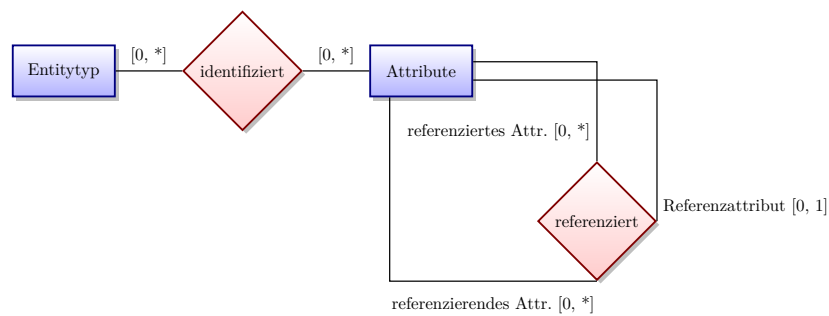 [0, *]
[0, *]
Entitytyp
identifiziert
Attribute
referenziertes Attr. [0, *]
Referenzattribut [0, 1]
referenziert
referenzierendes Attr. [0, *]